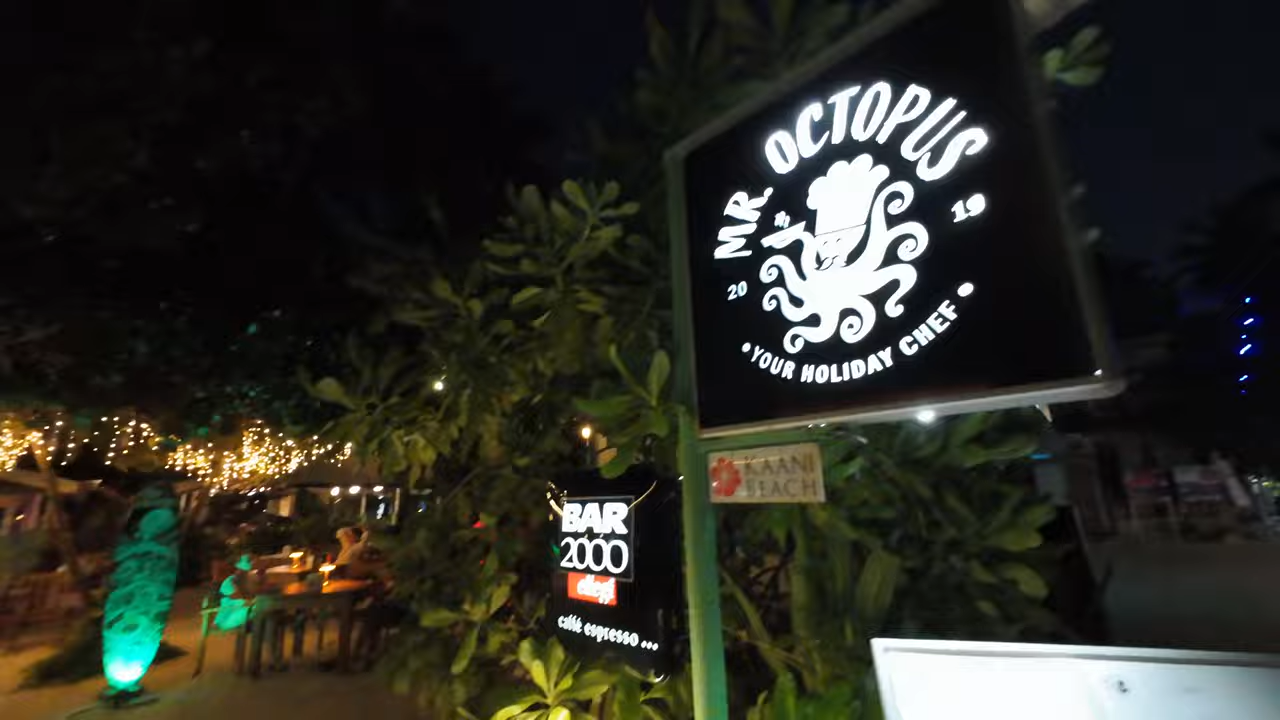 MR. OCTOPUS
20 19
• YOUR HOLIDAY CHEF •
KAANI
BEACH
BAR
2000
caffè espresso ...